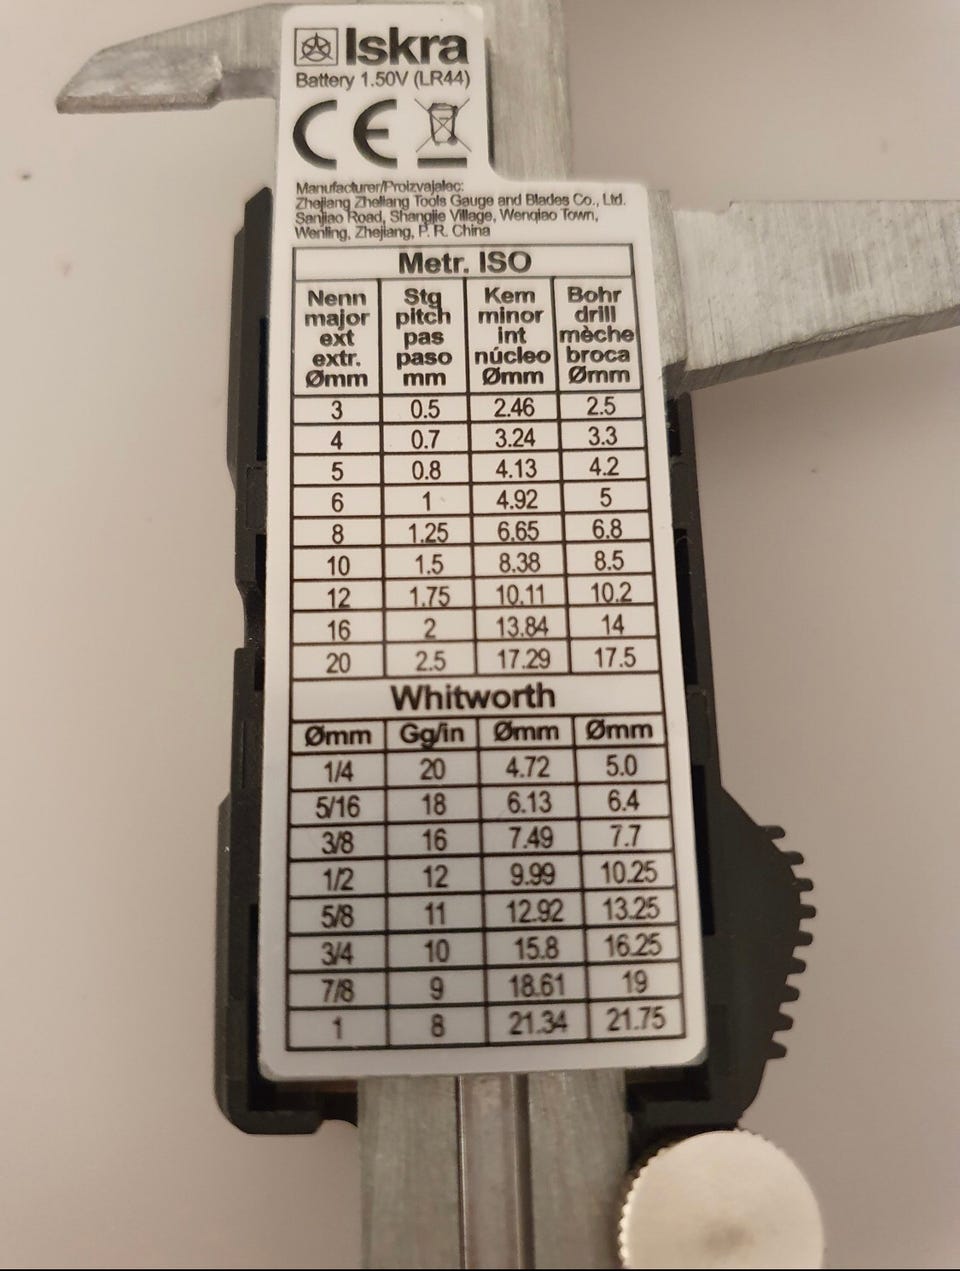 Iskra
Battery 1.50V (LR44)
CE
Manufacturer/Proizvajalec:
Zhejiang Zheliang Tools Gauge and Blades Co., Ltd.
Sanjiao Road, Shangjie Village, Wenqiao Town,
Wenling, Zhejiang, P. R. China
Metr. ISO
Nenn major ext extr. Ømm Stg pitch pas paso mm Kern minor int núcleo Ømm Bohr drill mèche broca Ømm
3 0.5 2.46 2.5
4 0.7 3.24 3.3
5 0.8 4.13 4.2
6 1 4.92 5
8 1.25 6.65 6.8
10 1.5 8.38 8.5
12 1.75 10.11 10.2
16 2 13.84 14
20 2.5 17.29 17.5
Whitworth
Ømm Gg/in Ømm Ømm
1/4 20 4.72 5.0
5/16 18 6.13 6.4
3/8 16 7.49 7.7
1/2 12 9.99 10.25
5/8 11 12.92 13.25
3/4 10 15.8 16.25
7/8 9 18.61 19
1 8 21.34 21.75